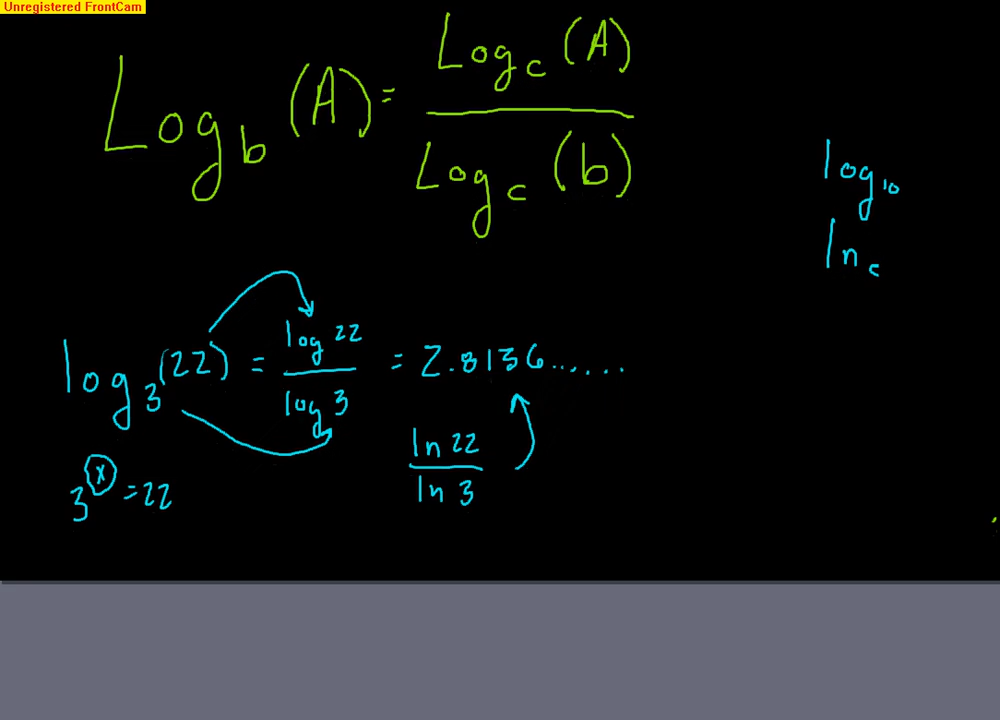 Unregistered FrontCam
Log_b (A) = Log_c (A) / Log_c (b)
log_10
ln_c
log_3 (22) = log 22 / log 3 = 2.8136......
ln 22 / ln 3
3^x = 22